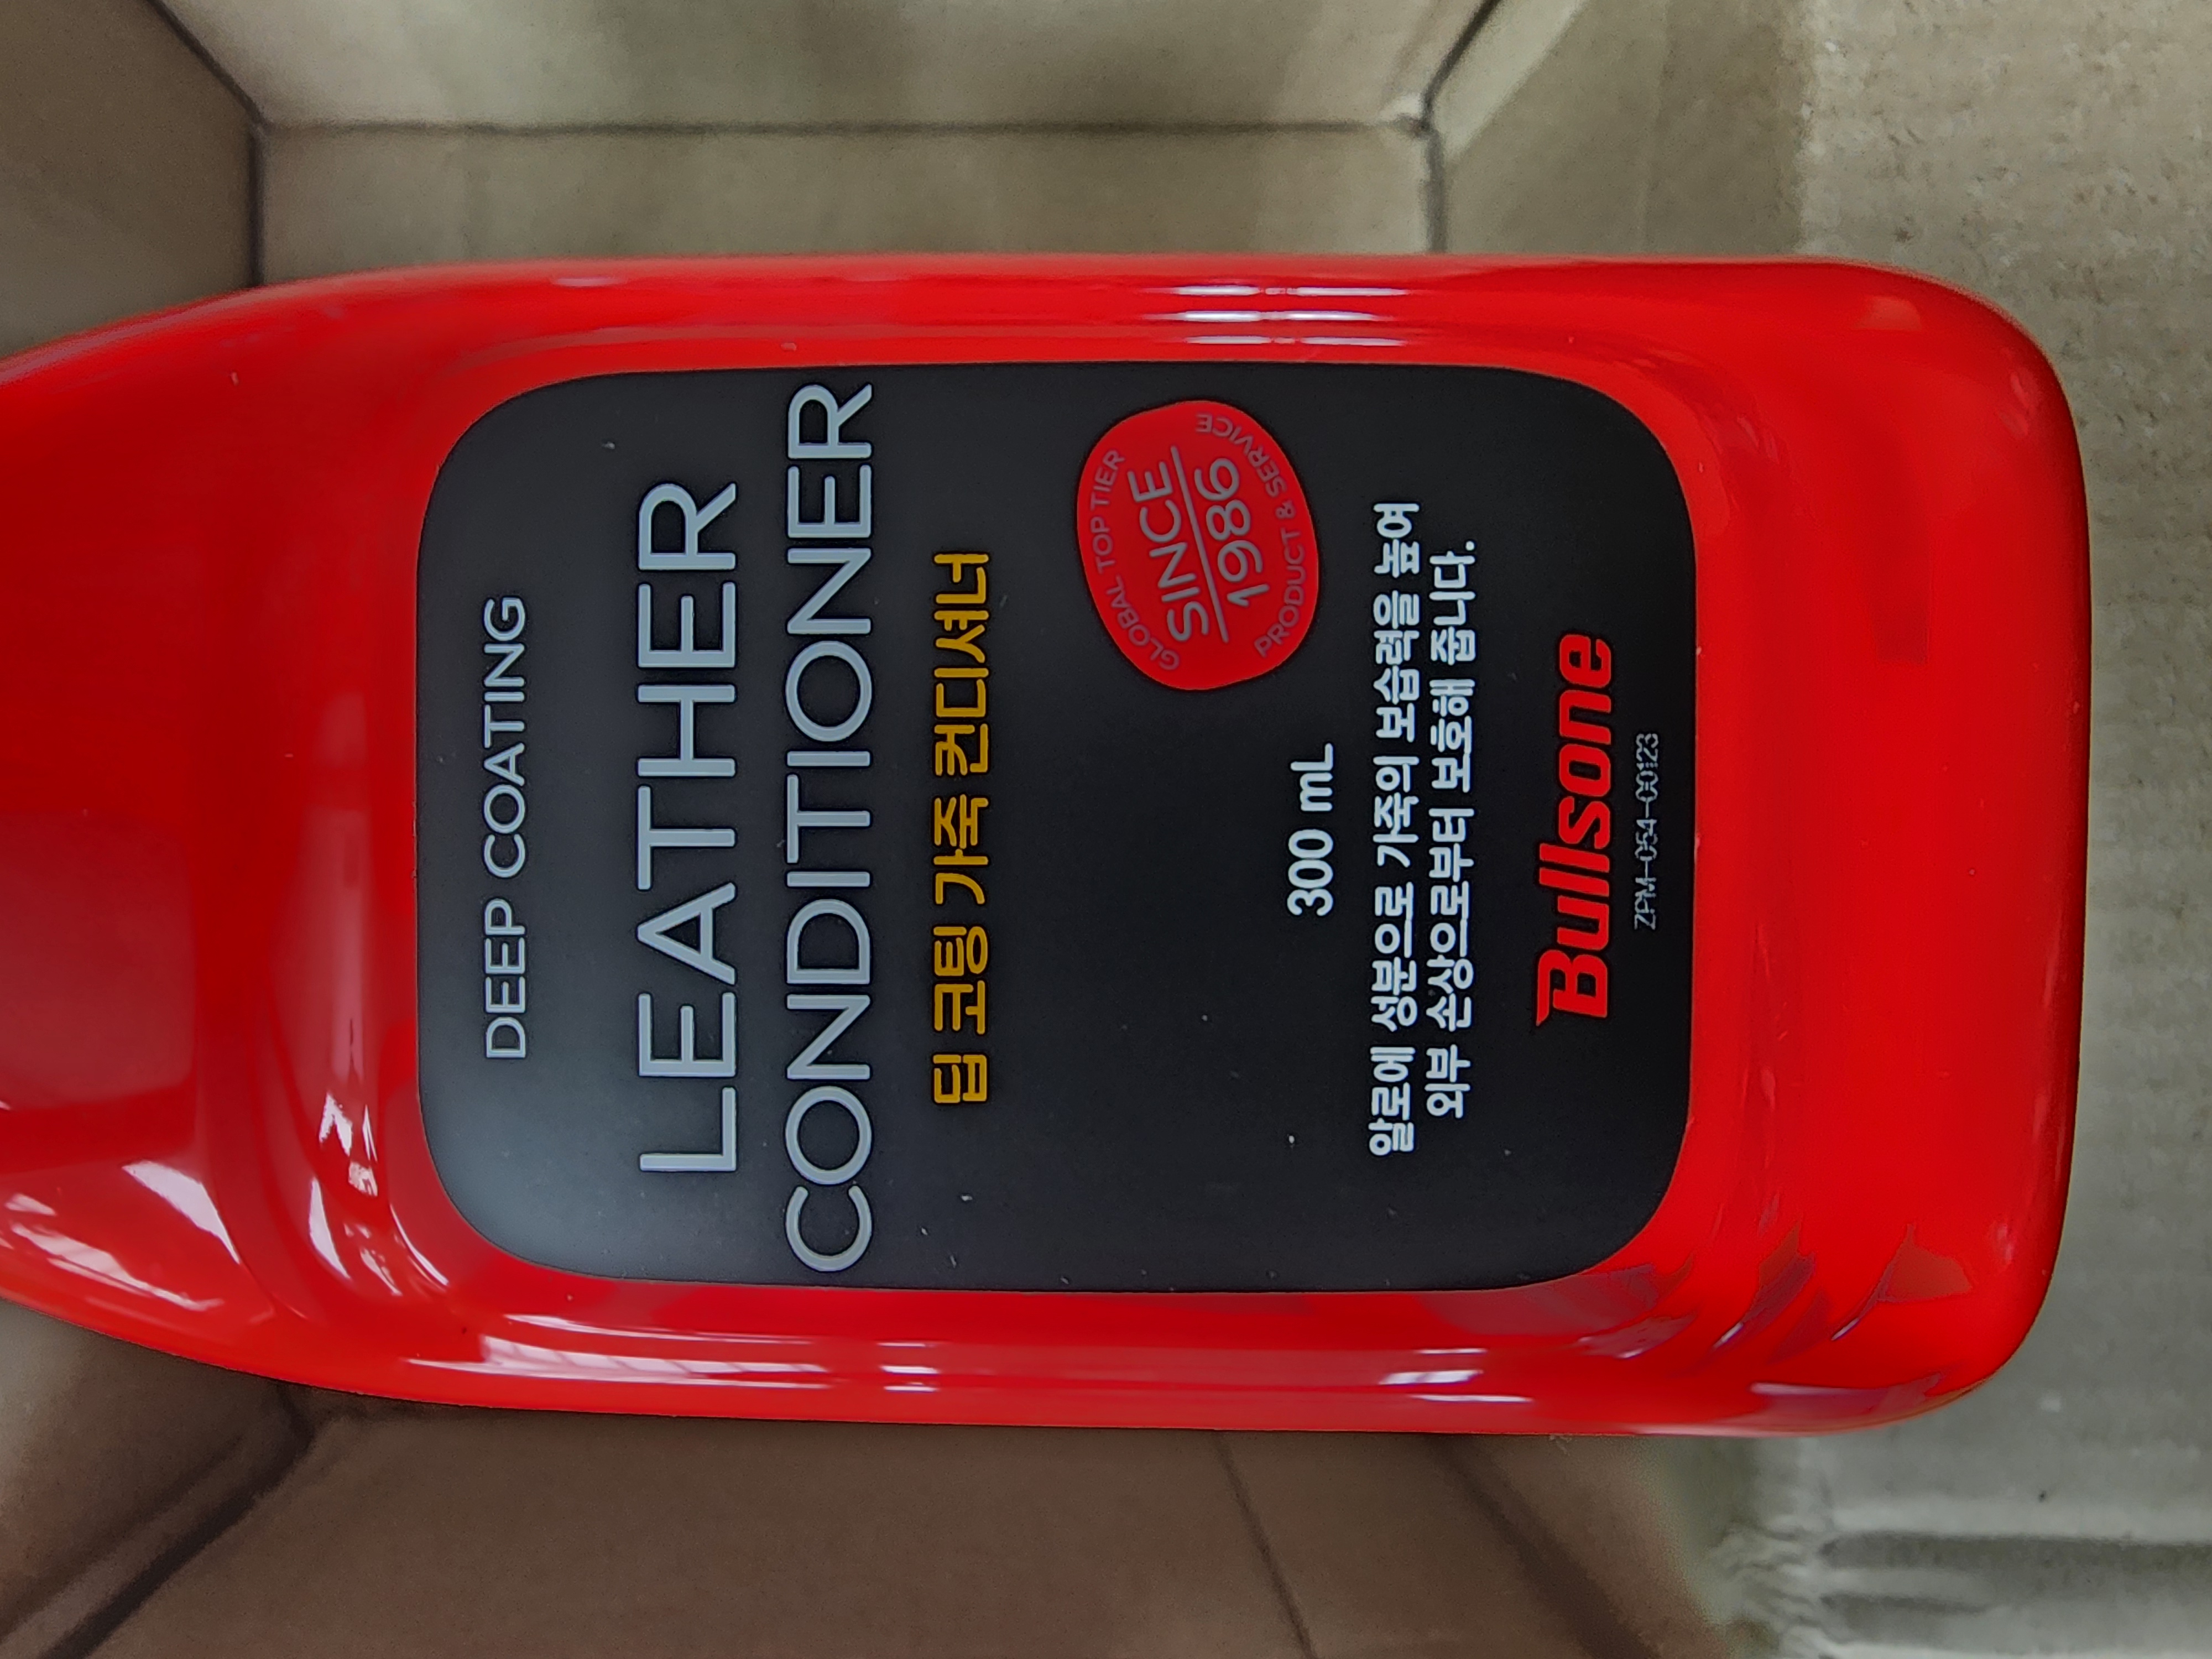 DEEP COATING
LEATHER
CONDITIONER
딥 코팅 가죽 컨디셔너
GLOBAL TOP TIER
SINCE
1986
PRODUCT & SERVICE
300 mL
알로에 성분으로 가죽의 보습력을 높여
외부 손상으로부터 보호해 줍니다.
Bullsone
ZPM-054-00123